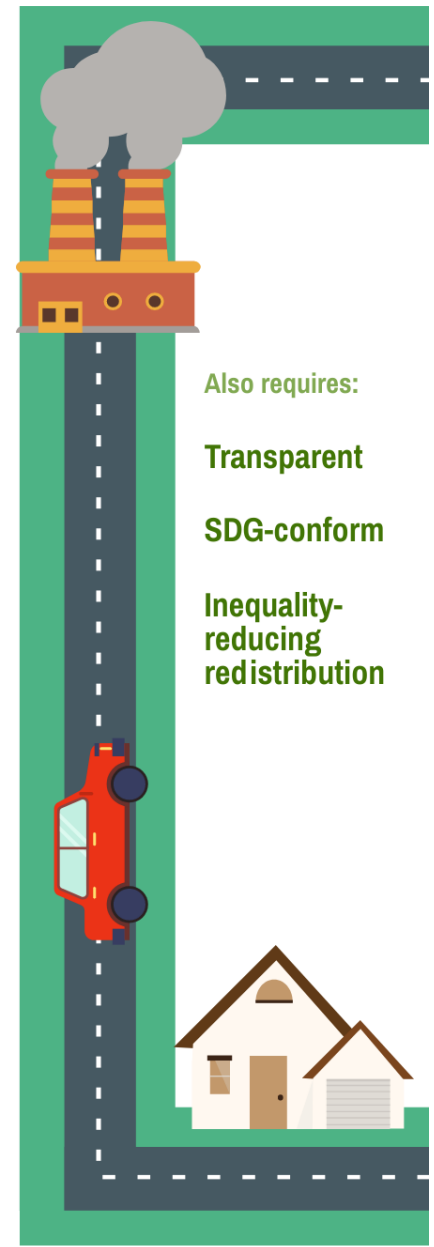 Also requires:
Transparent
SDG-conform
Inequality-
reducing
redistribution